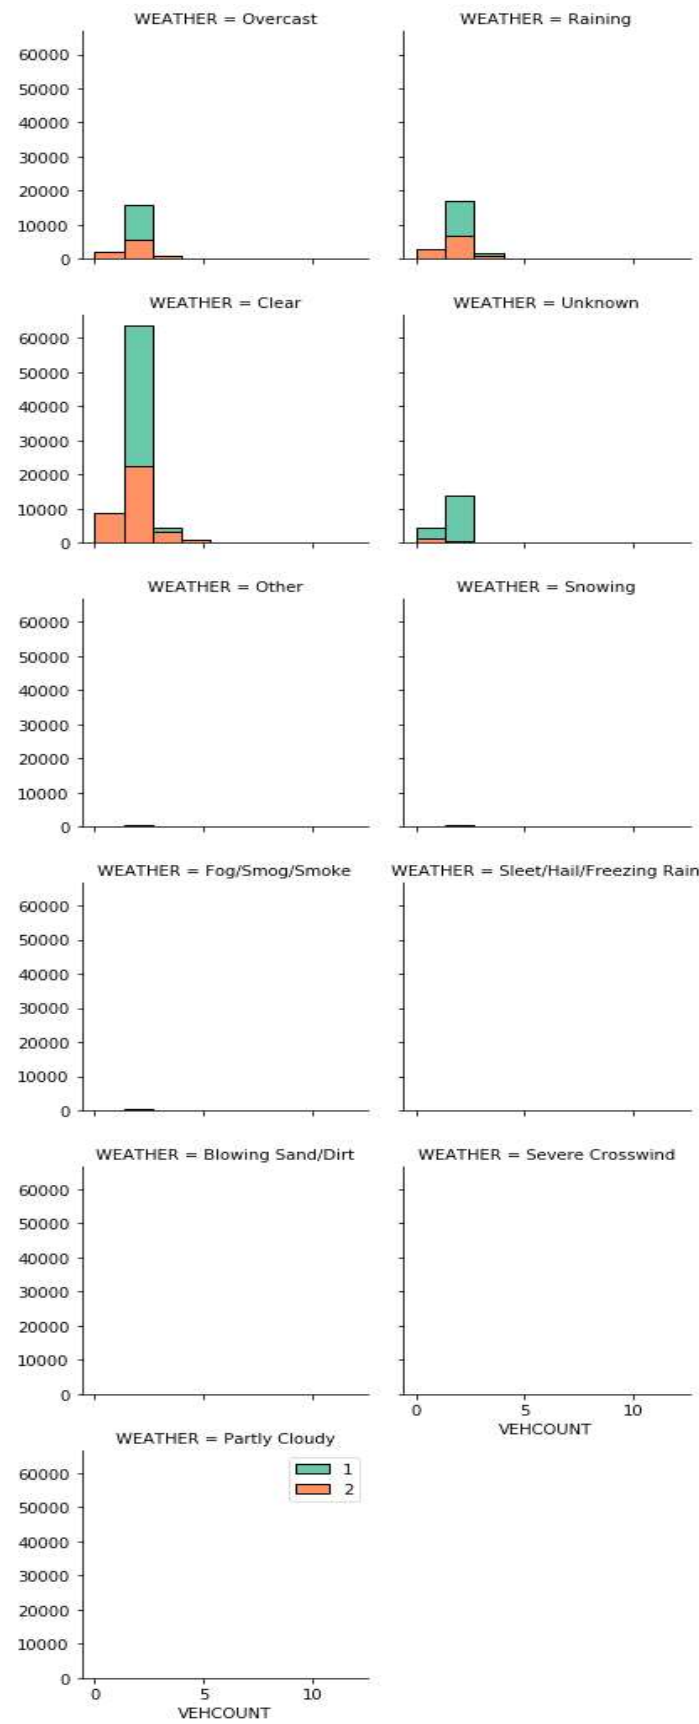 WEATHER = Overcast
WEATHER = Raining
60000
50000
40000
30000
20000
10000
0
WEATHER = Clear
WEATHER = Unknown
60000
50000
40000
30000
20000
10000
0
WEATHER = Other
WEATHER = Snowing
60000
50000
40000
30000
20000
10000
0
WEATHER = Fog/Smog/Smoke
WEATHER = Sleet/Hail/Freezing Rain
60000
50000
40000
30000
20000
10000
0
WEATHER = Blowing Sand/Dirt
WEATHER = Severe Crosswind
60000
50000
40000
30000
20000
10000
0
0 5 10
VEHCOUNT
WEATHER = Partly Cloudy
1
2
60000
50000
40000
30000
20000
10000
0
0 5 10
VEHCOUNT